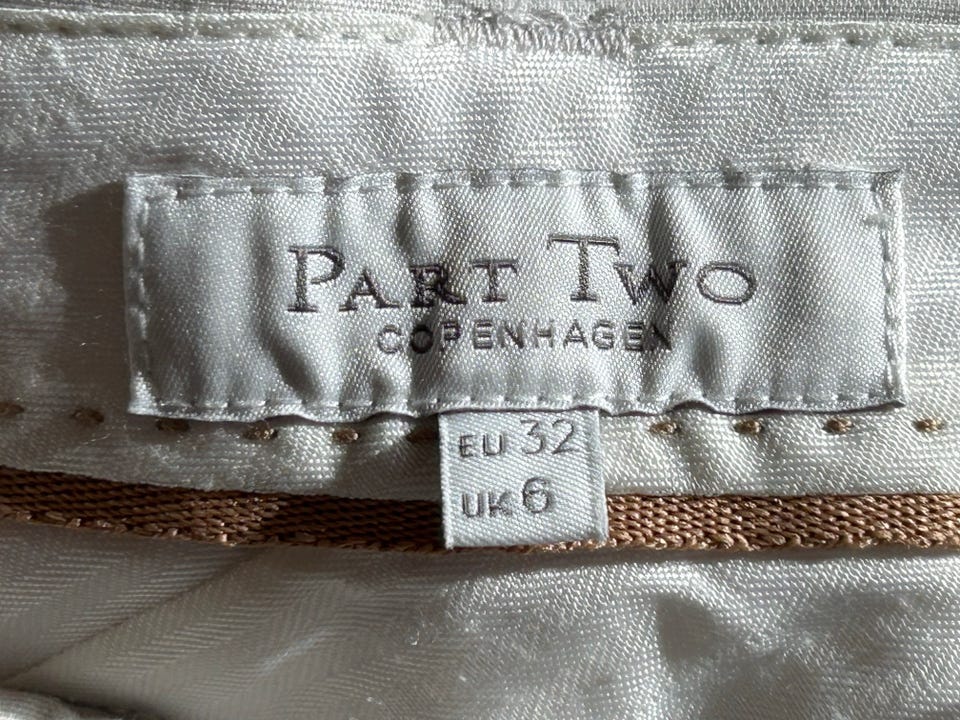 PART TWO
COPENHAGEN
EU 32
UK 6